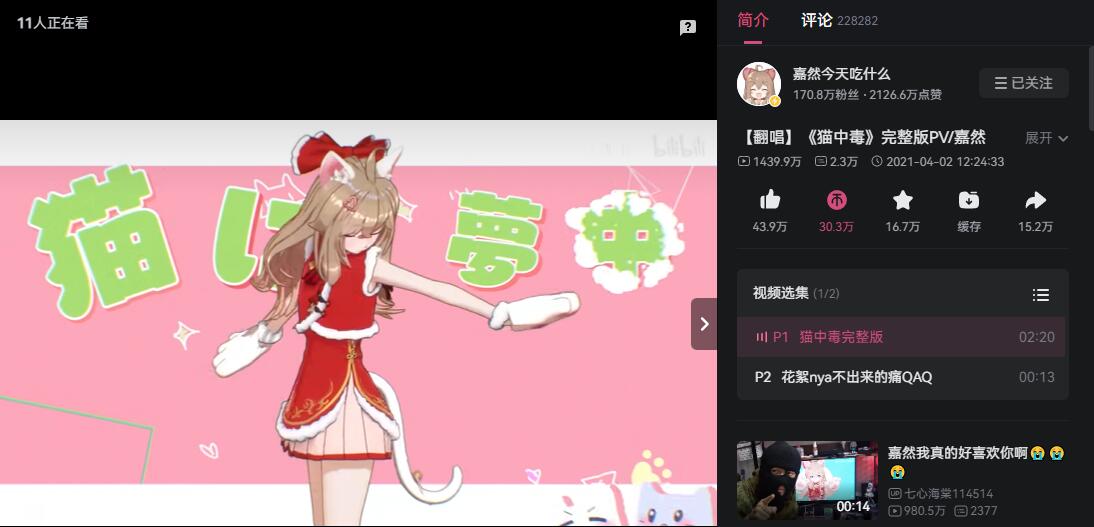 11人正在看
bilibili
猫は夢中
简介
评论 228282
嘉然今天吃什么
170.8万粉丝 · 2126.6万点赞
已关注
【翻唱】《猫中毒》完整版PV/嘉然
展开
1439.9万 2.3万 2021-04-02 12:24:33
43.9万 30.3万 16.7万 缓存 15.2万
视频选集 (1/2)
P1 猫中毒完整版 02:20
P2 花絮nya不出来的痛QAQ 00:13
嘉然我真的好喜欢你啊😭😭
😭
UP 七心海棠114514
980.5万 2377
00:14